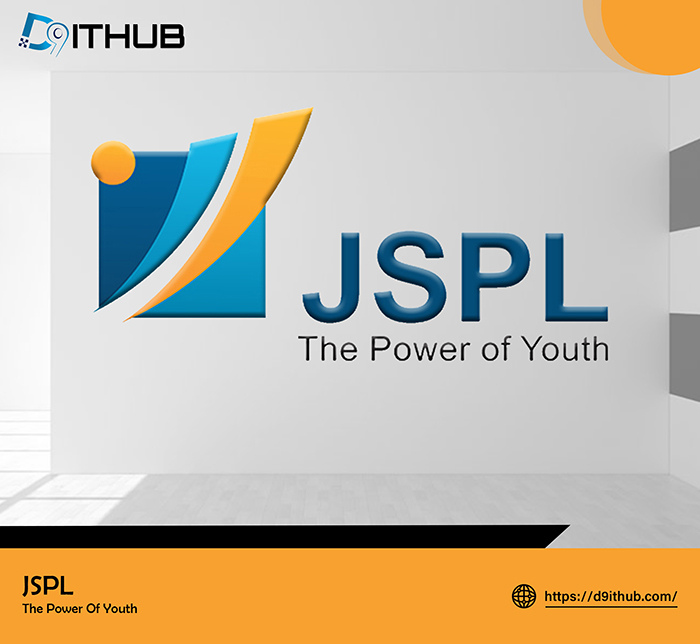 D9ITHUB
JSPL
The Power of Youth
JSPL
The Power Of Youth
https://d9ithub.com/